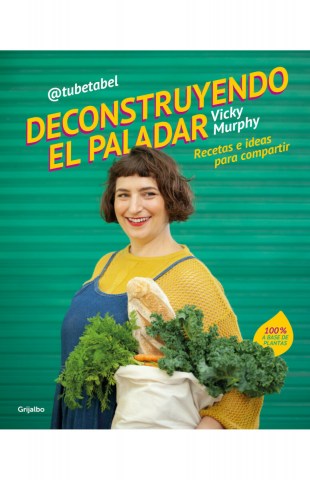 @tubetabel
DECONSTRUYENDO
EL PALADAR
Vicky
Murphy
Recetas e ideas
para compartir
100%
A BASE DE
PLANTAS
Grijalbo